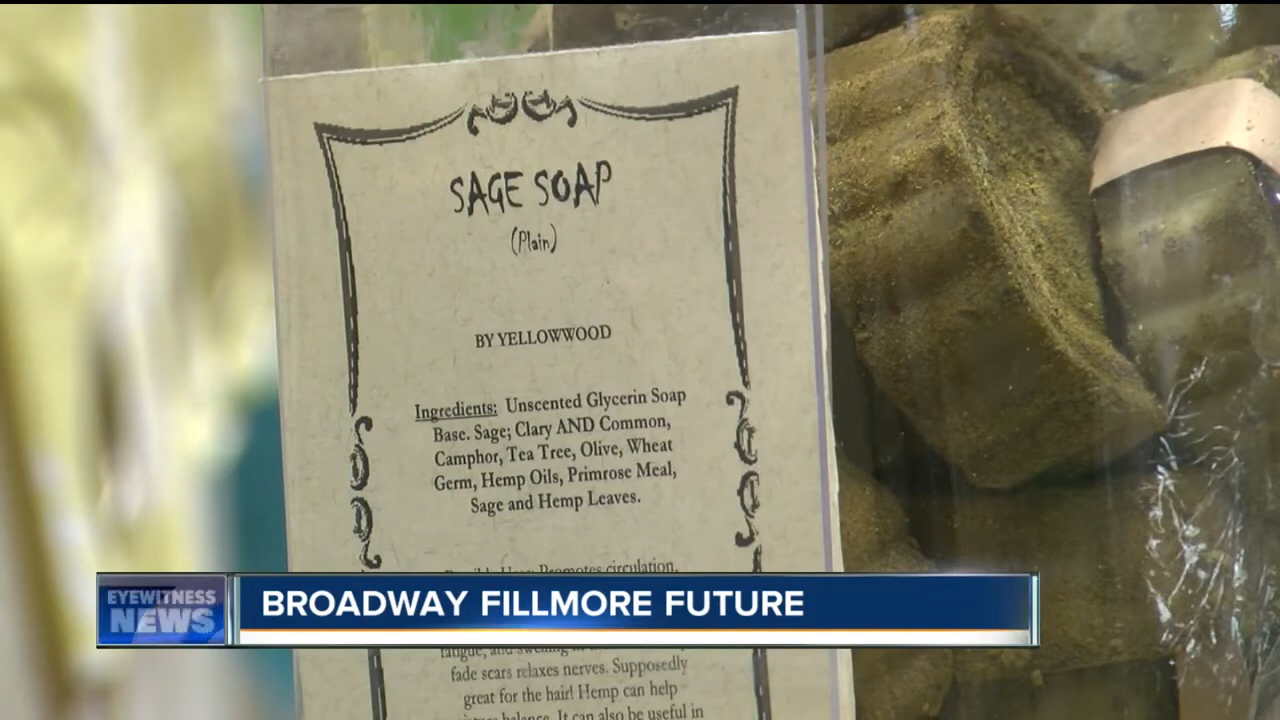 SAGE SOAP
(Plain)
BY YELLOWWOOD
Ingredients: Unscented Glycerin Soap
Base. Sage; Clary AND Common,
Camphor, Tea Tree, Olive, Wheat
Germ, Hemp Oils, Primrose Meal,
Sage and Hemp Leaves.
Promotes circulation,
EYEWITNESS
NEWS
BROADWAY FILLMORE FUTURE
fatigue, and swelling
fade scars relaxes nerves. Supposedly
great for the hair! Hemp can help
balance. It can also be useful in